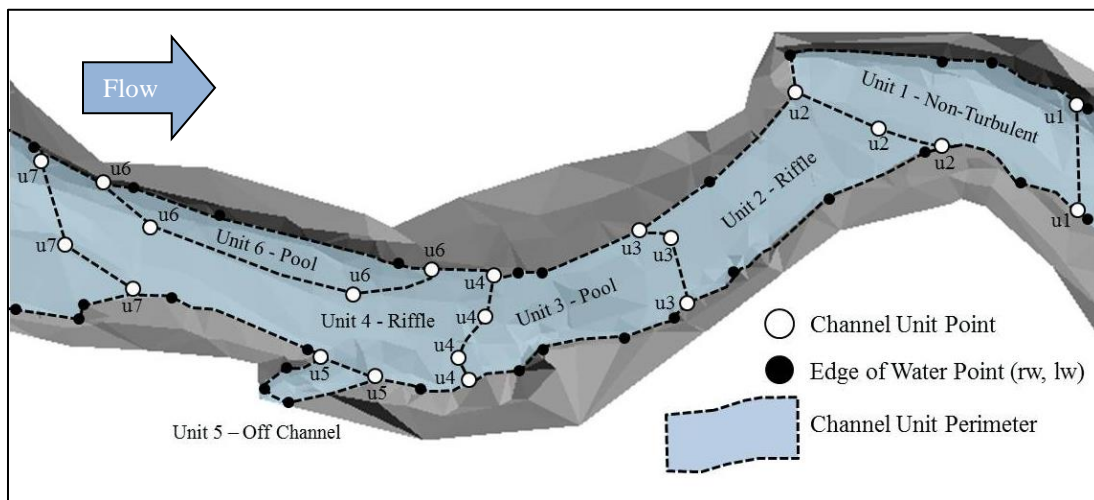 Flow
Unit 1 - Non-Turbulent
u1
u2
u2
u2
u1
u7
u6
Unit 2 - Riffle
u6
Unit 6 - Pool
u3
u3
u7
u6
u6
u4
Unit 3 - Pool
u3
u7
Unit 4 - Riffle
u4
Channel Unit Point
u4
u4
u5
u5
Edge of Water Point (rw, lw)
Unit 5 – Off Channel
Channel Unit Perimeter